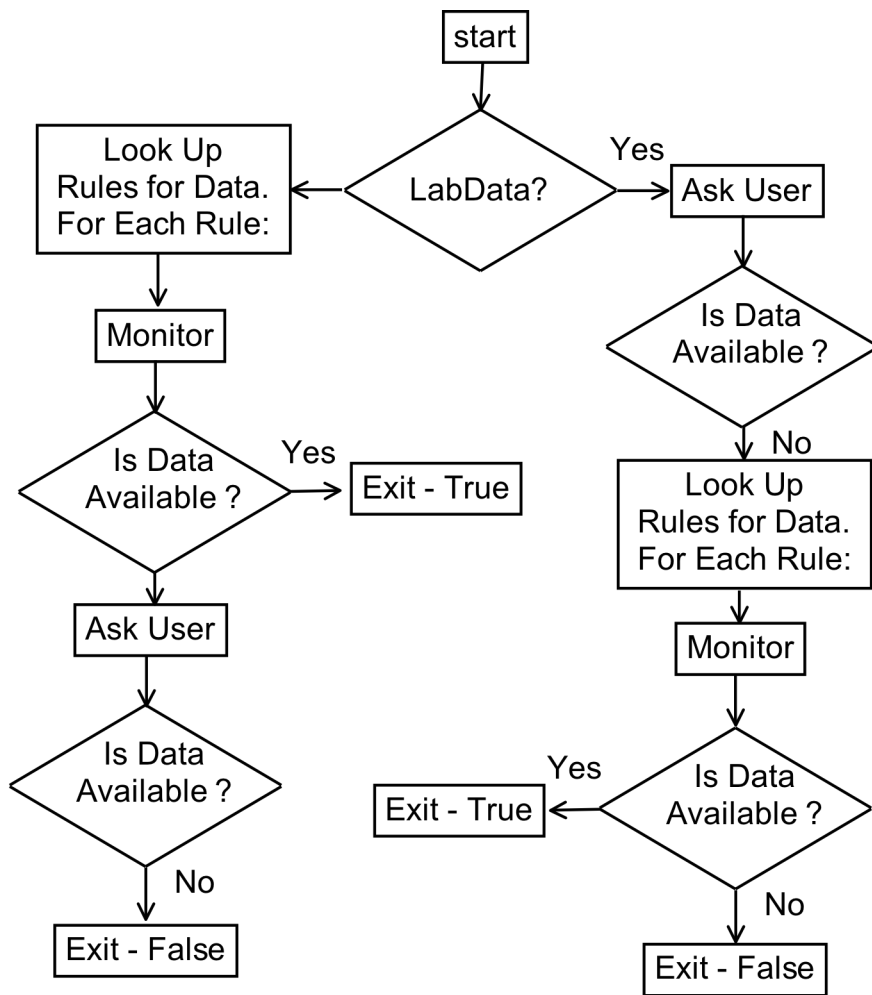 start
LabData?
Yes
Look Up
Rules for Data.
For Each Rule:
Ask User
Monitor
Is Data
Available ?
Is Data
Available ?
Yes
Exit - True
No
Look Up
Rules for Data.
For Each Rule:
Ask User
Monitor
Is Data
Available ?
Yes
Exit - True
Is Data
Available ?
No
Exit - False
No
Exit - False